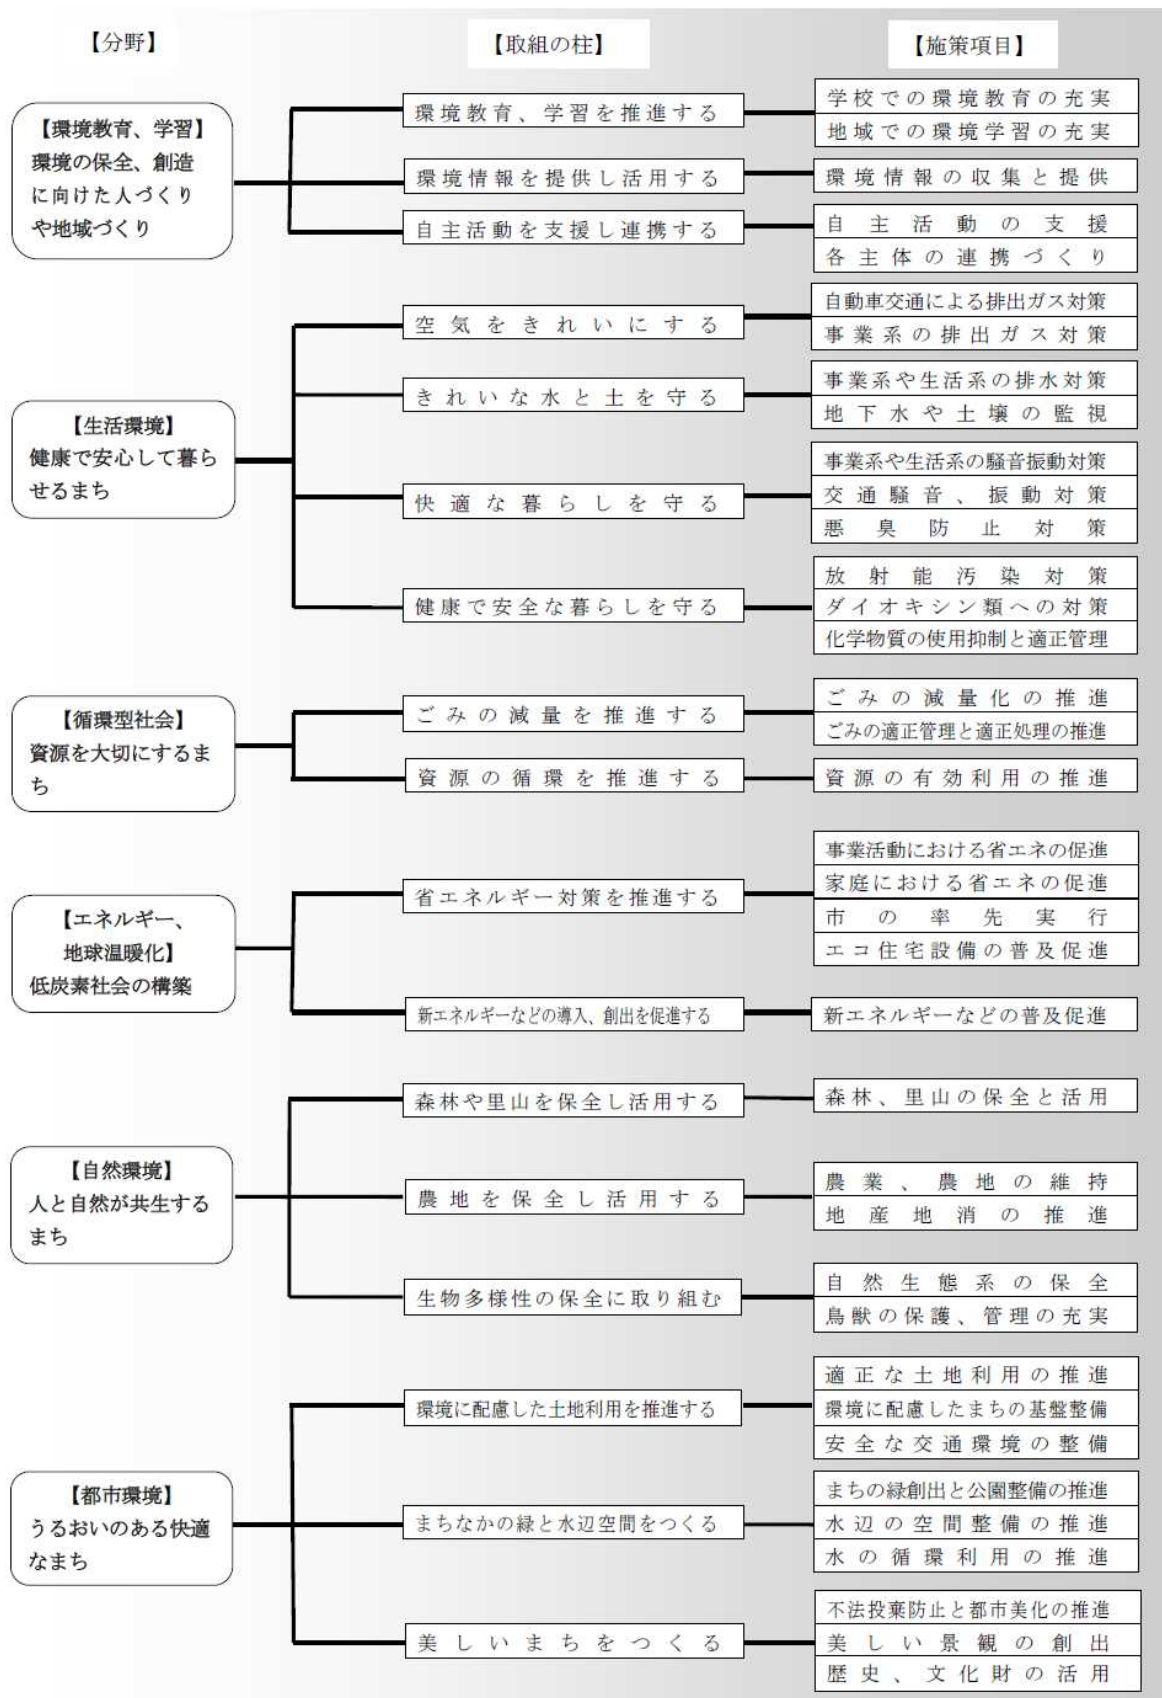 【分野】
【取組の柱】
【施策項目】
【環境教育、学習】
環境の保全、創造
に向けた人づくり
や地域づくり
環境教育、学習を推進する
学校での環境教育の充実
地域での環境学習の充実
環境情報を提供し活用する
環境情報の収集と提供
自主活動を支援し連携する
自主活動の支援
各主体の連携づくり
【生活環境】
健康で安心して暮ら
せるまち
空気をきれいにする
自動車交通による排出ガス対策
事業系の排出ガス対策
きれいな水と土を守る
事業系や生活系の排水対策
地下水や土壌の監視
快適な暮らしを守る
事業系や生活系の騒音振動対策
交通騒音、振動対策
悪臭防止対策
健康で安全な暮らしを守る
放射能汚染対策
ダイオキシン類への対策
化学物質の使用抑制と適正管理
【循環型社会】
資源を大切にするま
ち
ごみの減量を推進する
ごみの減量化の推進
ごみの適正管理と適正処理の推進
資源の循環を推進する
資源の有効利用の推進
【エネルギー、
地球温暖化】
低炭素社会の構築
省エネルギー対策を推進する
事業活動における省エネの促進
家庭における省エネの促進
市の率先実行
エコ住宅設備の普及促進
新エネルギーなどの導入、創出を促進する
新エネルギーなどの普及促進
【自然環境】
人と自然が共生する
まち
森林や里山を保全し活用する
森林、里山の保全と活用
農地を保全し活用する
農業、農地の維持
地産地消の推進
生物多様性の保全に取り組む
自然生態系の保全
鳥獣の保護、管理の充実
【都市環境】
うるおいのある快適
なまち
環境に配慮した土地利用を推進する
適正な土地利用の推進
環境に配慮したまちの基盤整備
安全な交通環境の整備
まちなかの緑と水辺空間をつくる
まちの緑創出と公園整備の推進
水辺の空間整備の推進
水の循環利用の推進
美しいまちをつくる
不法投棄防止と都市美化の推進
美しい景観の創出
歴史、文化財の活用